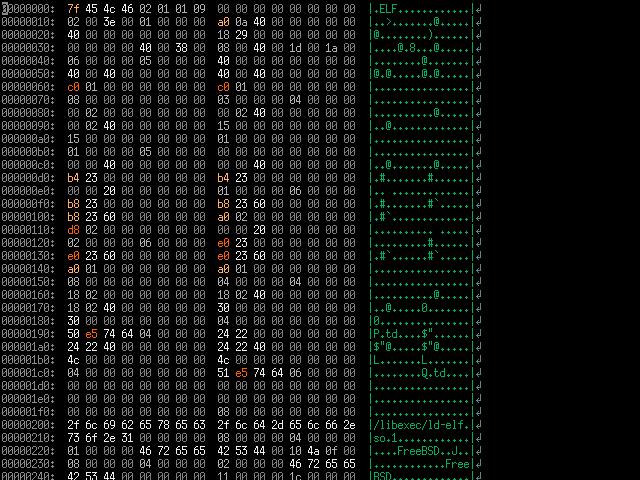 00000000: 7f 45 4c 46 02 01 01 09 00 00 00 00 00 00 00 00 |.ELF............|↲
00000010: 02 00 3e 00 01 00 00 00 a0 0a 40 00 00 00 00 00 |..>.......@.....|↲
00000020: 40 00 00 00 00 00 00 00 18 29 00 00 00 00 00 00 |@........)......|↲
00000030: 00 00 00 00 40 00 38 00 08 00 40 00 1d 00 1a 00 |....@.8...@.....|↲
00000040: 06 00 00 00 05 00 00 00 40 00 00 00 00 00 00 00 |........@.......|↲
00000050: 40 00 40 00 00 00 00 00 40 00 40 00 00 00 00 00 |@.@.....@.@.....|↲
00000060: c0 01 00 00 00 00 00 00 c0 01 00 00 00 00 00 00 |................|↲
00000070: 08 00 00 00 00 00 00 00 03 00 00 00 04 00 00 00 |................|↲
00000080: 00 02 00 00 00 00 00 00 00 02 40 00 00 00 00 00 |..........@.....|↲
00000090: 00 02 40 00 00 00 00 00 15 00 00 00 00 00 00 00 |..@.............|↲
000000a0: 15 00 00 00 00 00 00 00 01 00 00 00 00 00 00 00 |................|↲
000000b0: 01 00 00 00 05 00 00 00 00 00 00 00 00 00 00 00 |................|↲
000000c0: 00 00 40 00 00 00 00 00 00 00 40 00 00 00 00 00 |..@.......@.....|↲
000000d0: b4 23 00 00 00 00 00 00 b4 23 00 00 00 00 00 00 |.#.......#......|↲
000000e0: 00 00 20 00 00 00 00 00 01 00 00 00 06 00 00 00 |.. .............|↲
000000f0: b8 23 00 00 00 00 00 00 b8 23 60 00 00 00 00 00 |.#.......#`.....|↲
00000100: b8 23 60 00 00 00 00 00 a0 02 00 00 00 00 00 00 |.#`.............|↲
00000110: d8 02 00 00 00 00 00 00 00 00 20 00 00 00 00 00 |.......... .....|↲
00000120: 02 00 00 00 06 00 00 00 e0 23 00 00 00 00 00 00 |.........#......|↲
00000130: e0 23 60 00 00 00 00 00 e0 23 60 00 00 00 00 00 |.#`......#`.....|↲
00000140: a0 01 00 00 00 00 00 00 a0 01 00 00 00 00 00 00 |................|↲
00000150: 08 00 00 00 00 00 00 00 04 00 00 00 04 00 00 00 |................|↲
00000160: 18 02 00 00 00 00 00 00 18 02 40 00 00 00 00 00 |..........@.....|↲
00000170: 18 02 40 00 00 00 00 00 30 00 00 00 00 00 00 00 |..@.....0.......|↲
00000180: 30 00 00 00 00 00 00 00 04 00 00 00 00 00 00 00 |0...............|↲
00000190: 50 e5 74 64 04 00 00 00 24 22 00 00 00 00 00 00 |P.td....$"......|↲
000001a0: 24 22 40 00 00 00 00 00 24 22 40 00 00 00 00 00 |$"@.....$"@.....|↲
000001b0: 4c 00 00 00 00 00 00 00 4c 00 00 00 00 00 00 00 |L.......L.......|↲
000001c0: 04 00 00 00 00 00 00 00 51 e5 74 64 06 00 00 00 |........Q.td....|↲
000001d0: 00 00 00 00 00 00 00 00 00 00 00 00 00 00 00 00 |................|↲
000001e0: 00 00 00 00 00 00 00 00 00 00 00 00 00 00 00 00 |................|↲
000001f0: 00 00 00 00 00 00 00 00 08 00 00 00 00 00 00 00 |................|↲
00000200: 2f 6c 69 62 65 78 65 63 2f 6c 64 2d 65 6c 66 2e |/libexec/ld-elf.|↲
00000210: 73 6f 2e 31 00 00 00 00 08 00 00 00 04 00 00 00 |so.1............|↲
00000220: 01 00 00 00 46 72 65 65 42 53 44 00 10 4a 0f 00 |....FreeBSD..J..|↲
00000230: 08 00 00 00 04 00 00 00 02 00 00 00 46 72 65 65 |............Free|↲
00000240: 42 53 44 00 00 00 00 00 00 00 00 00 1c 00 00 00 |BSD.............|↲